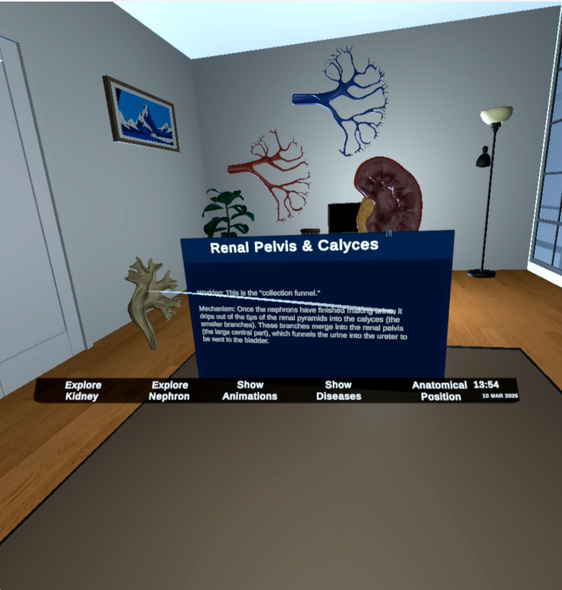 Renal Pelvis & Calyces
Working: This is the "collection funnel."
Mechanism: Once the nephrons have finished making urine, it
drips out of the tips of the renal pyramids into the calyces (the
smaller branches). These branches merge into the renal pelvis
(the large central part), which funnels the urine into the ureter to
be sent to the bladder.
Explore
Kidney
Explore
Nephron
Show
Animations
Show
Diseases
Anatomical
Position
13:54
15 MAR 2026